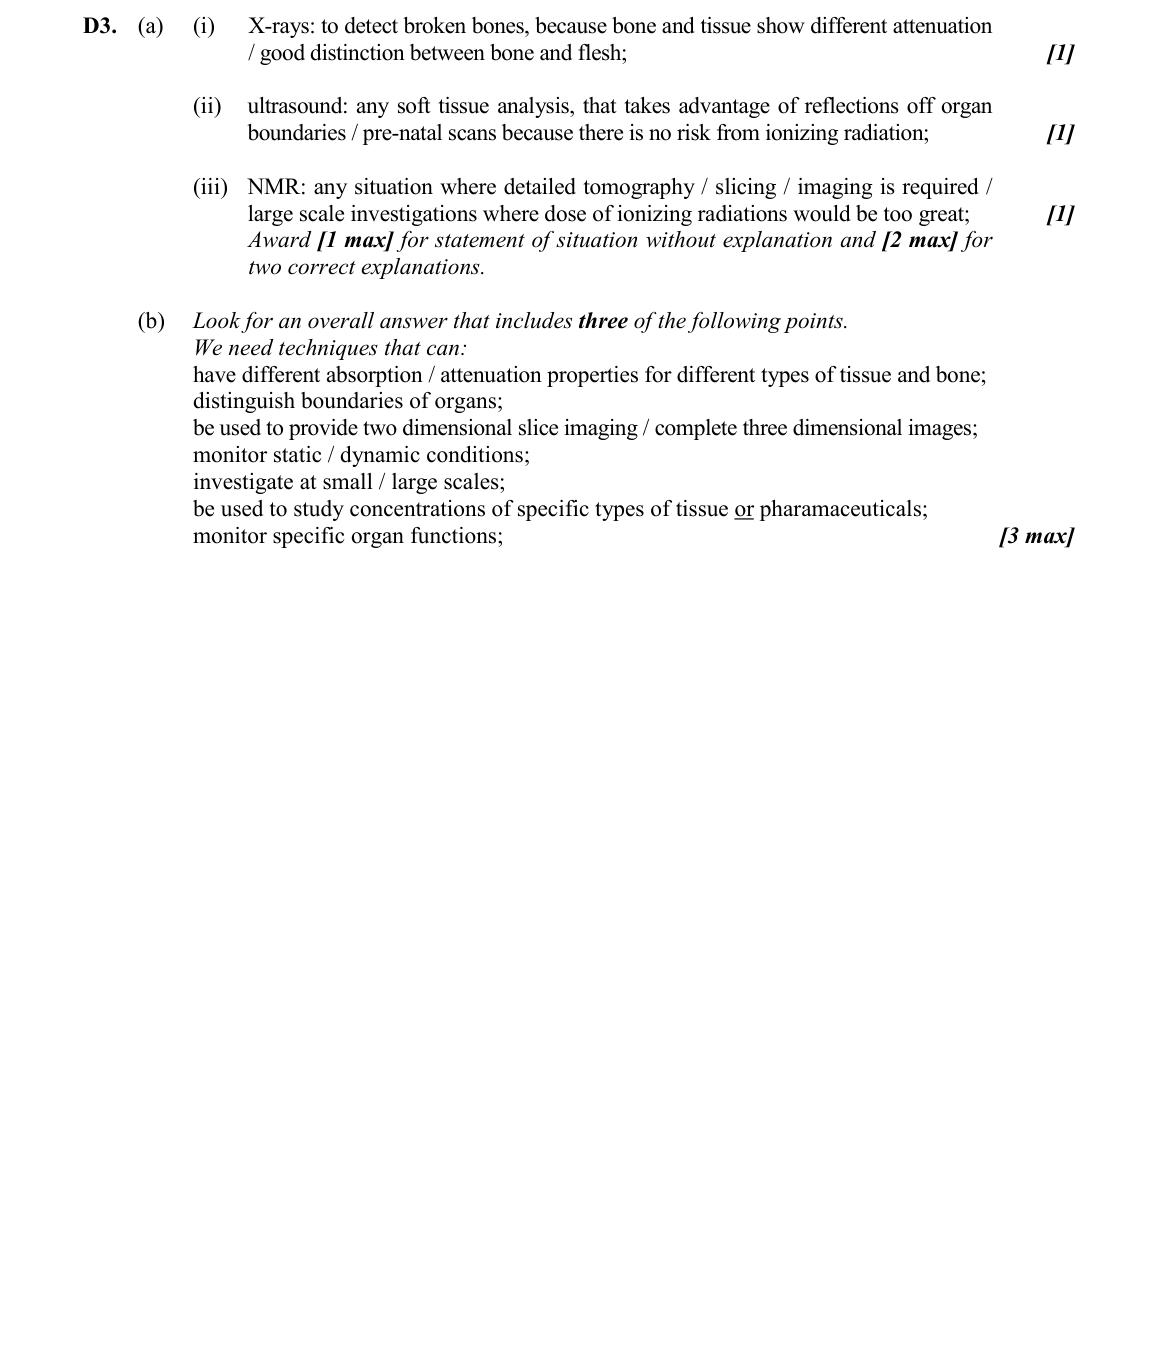 D3. (a) (i) X-rays: to detect broken bones, because bone and tissue show different attenuation
/ good distinction between bone and flesh; [1]
(ii) ultrasound: any soft tissue analysis, that takes advantage of reflections off organ
boundaries / pre-natal scans because there is no risk from ionizing radiation; [1]
(iii) NMR: any situation where detailed tomography / slicing / imaging is required /
large scale investigations where dose of ionizing radiations would be too great; [1]
Award [1 max] for statement of situation without explanation and [2 max] for
two correct explanations.
(b) Look for an overall answer that includes three of the following points.
We need techniques that can:
have different absorption / attenuation properties for different types of tissue and bone;
distinguish boundaries of organs;
be used to provide two dimensional slice imaging / complete three dimensional images;
monitor static / dynamic conditions;
investigate at small / large scales;
be used to study concentrations of specific types of tissue or pharamaceuticals;
monitor specific organ functions; [3 max]